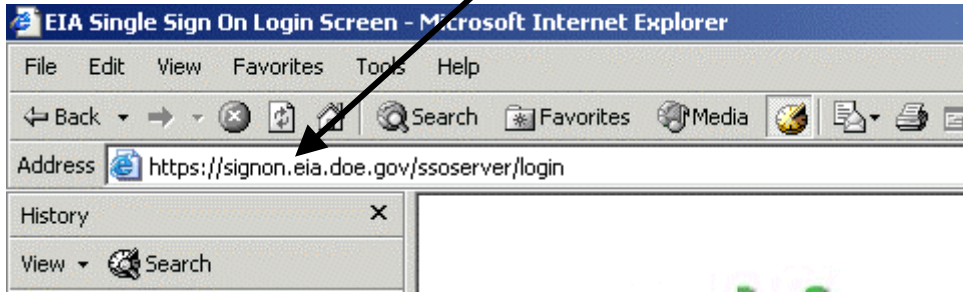 EIA Single Sign On Login Screen - Microsoft Internet Explorer
File Edit View Favorites Tools Help
Back Search Favorites Media
Address https://signon.eia.doe.gov/ssoserver/login
History x
View Search